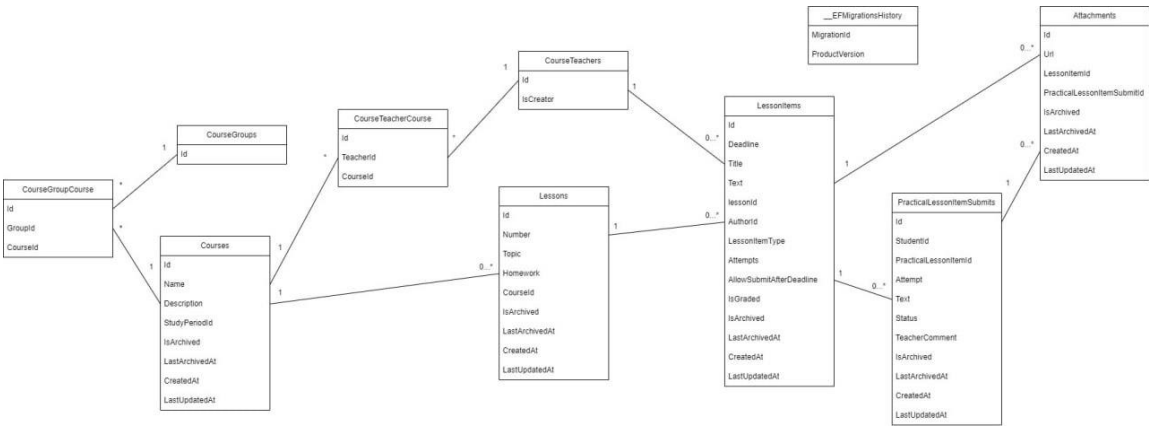 __EFMigrationsHistory
MigrationId
ProductVersion
Attachments
Id
Url
LessonItemId
PracticalLessonItemSubmitId
IsArchived
LastArchivedAt
CreatedAt
LastUpdatedAt
0...*
0...*
CourseTeachers
Id
IsCreator
1
1
CourseTeacherCourse
Id
TeacherId
CourseId
*
*
CourseGroups
Id
1
CourseGroupCourse
Id
GroupId
CourseId
*
*
Courses
Id
Name
Description
StudyPeriodId
IsArchived
LastArchivedAt
CreatedAt
LastUpdatedAt
1
1
1
Lessons
Id
Number
Topic
Homework
CourseId
IsArchived
LastArchivedAt
CreatedAt
LastUpdatedAt
0...*
1
LessonItems
Id
Deadline
Title
Text
lessonId
AuthorId
LessonItemType
Attempts
AllowSubmitAfterDeadline
IsGraded
IsArchived
LastArchivedAt
CreatedAt
LastUpdatedAt
0...*
0...*
1
1
PracticalLessonItemSubmits
Id
StudentId
PracticalLessonItemId
Attempt
Text
Status
TeacherComment
IsArchived
LastArchivedAt
CreatedAt
LastUpdatedAt
0...*
1